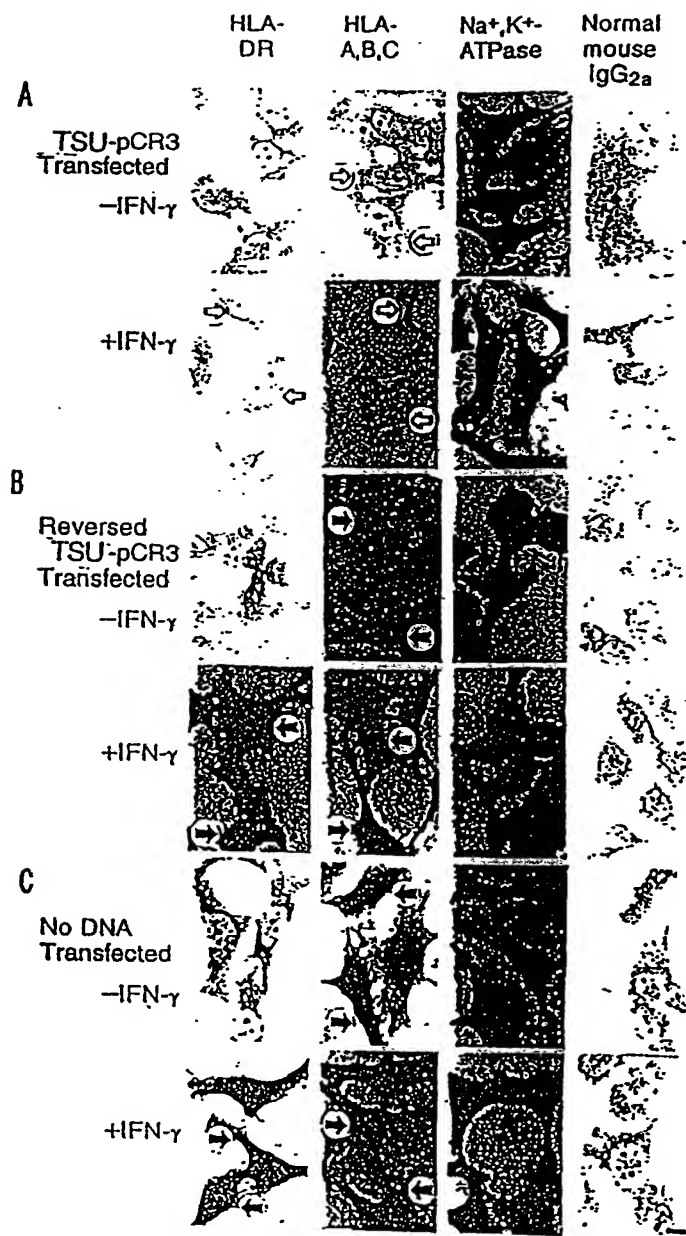 HLA-
DR
HLA-
A,B,C
Na⁺,K⁺-
ATPase
Normal
mouse
IgG₂ₐ
A
TSU-pCR3
Transfected
−IFN-γ
+IFN-γ
B
Reversed
TSU-pCR3
Transfected
−IFN-γ
+IFN-γ
C
No DNA
Transfected
−IFN-γ
+IFN-γ